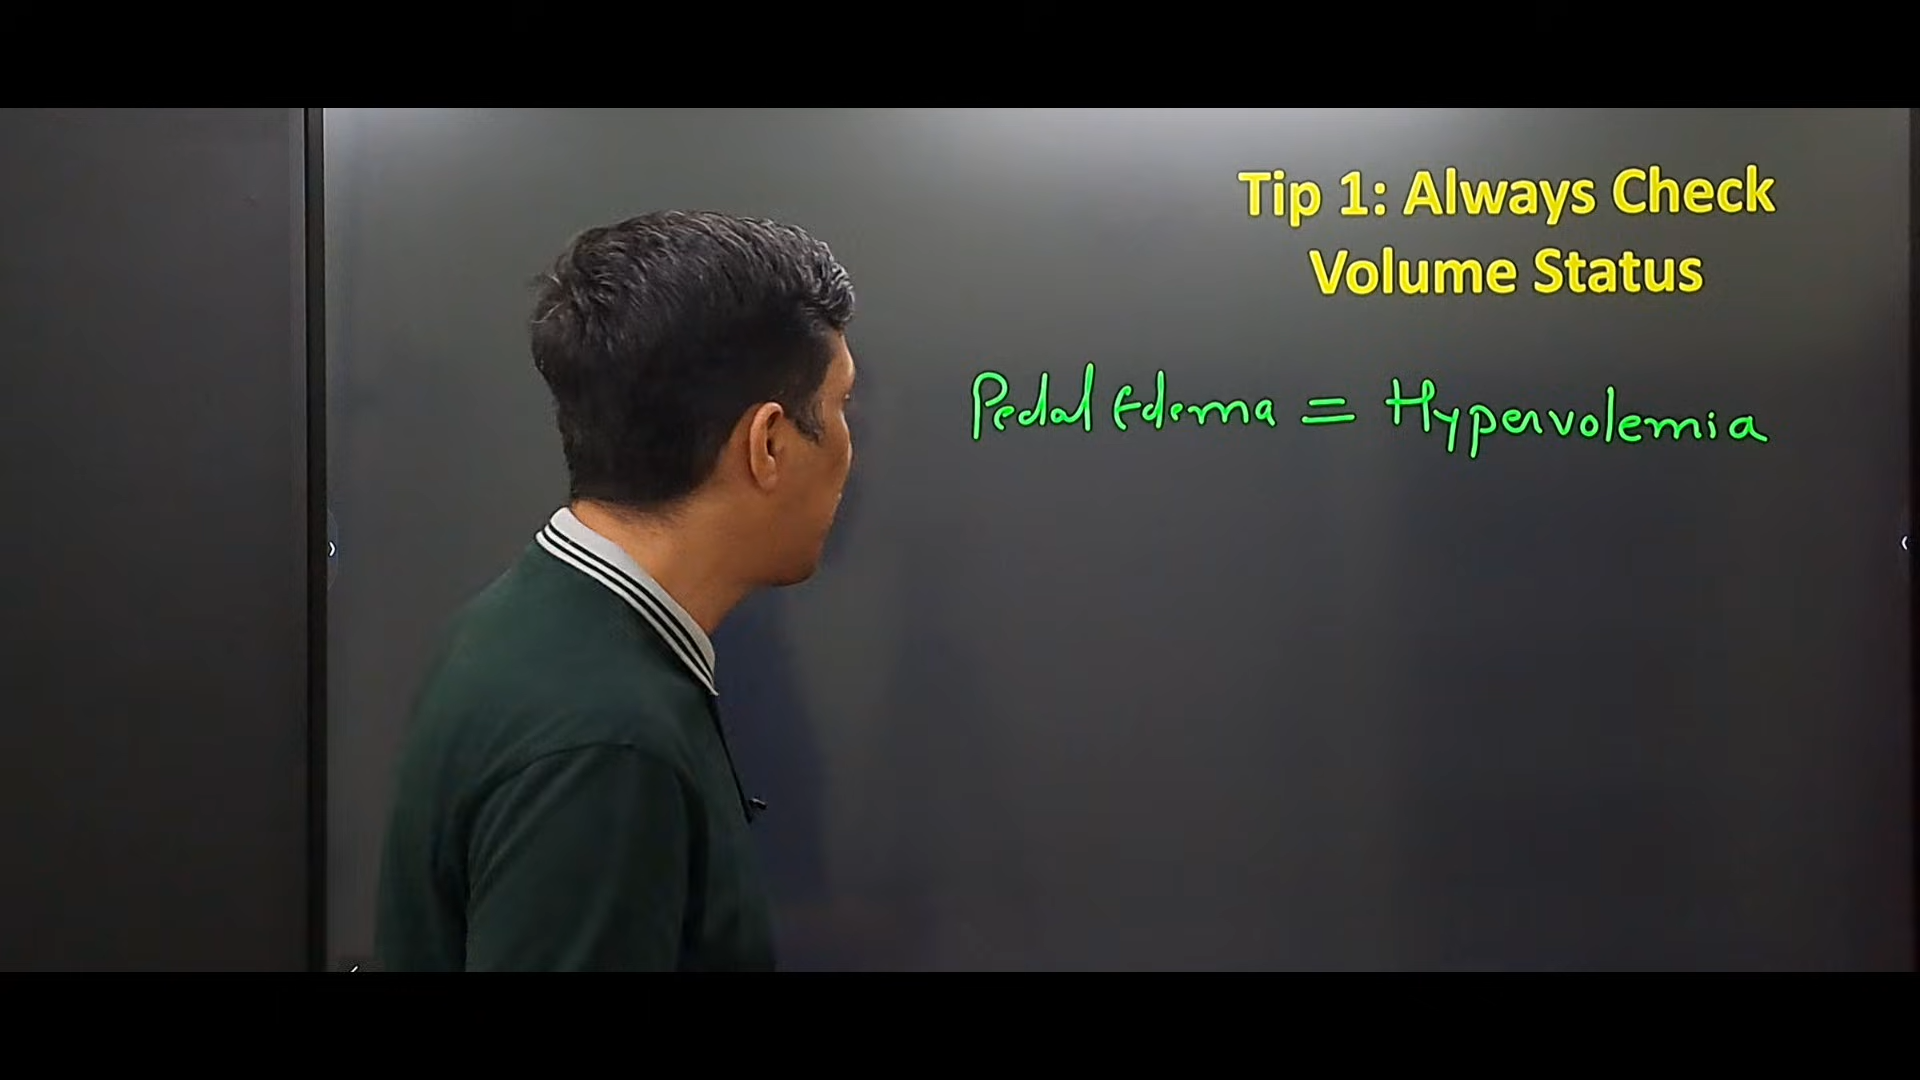 Tip 1: Always Check
Volume Status
Pedal Edema = Hypervolemia